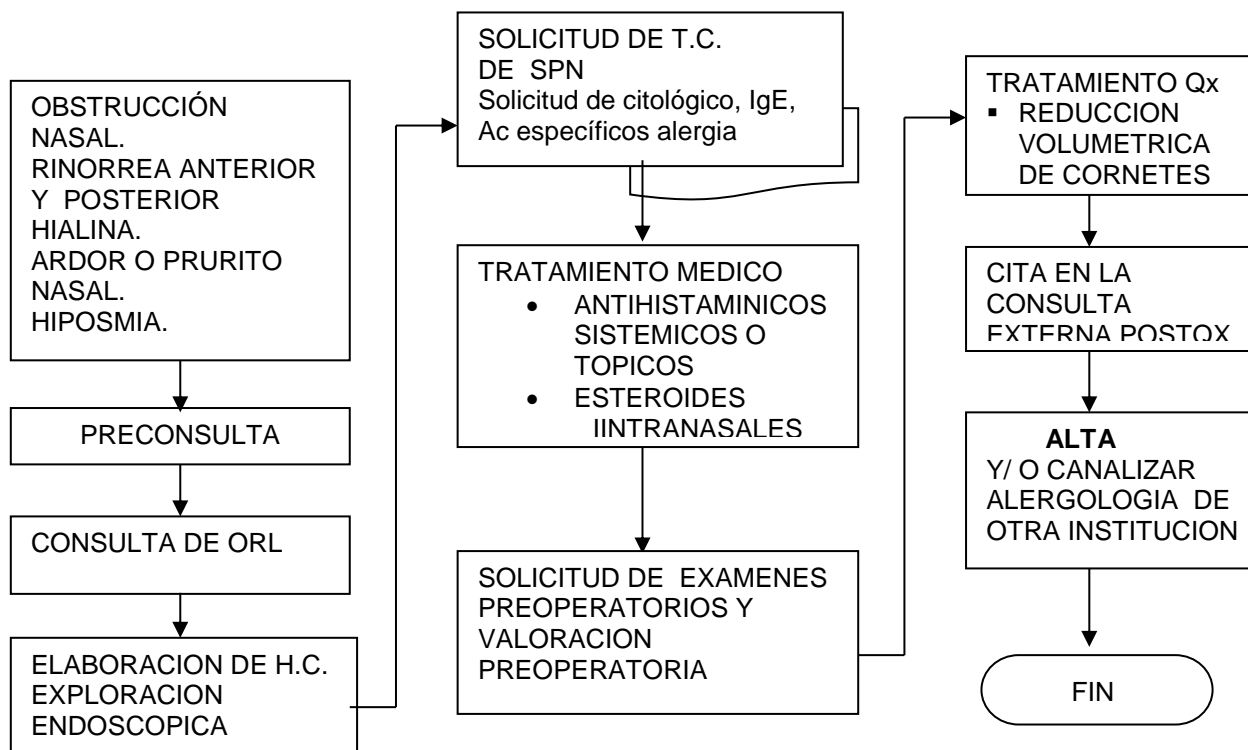 OBSTRUCCIÓN
NASAL.
RINORREA ANTERIOR
Y POSTERIOR
HIALINA.
ARDOR O PRURITO
NASAL.
HIPOSMIA.
PRECONSULTA
CONSULTA DE ORL
ELABORACION DE H.C.
EXPLORACION
ENDOSCOPICA
SOLICITUD DE T.C.
DE SPN
Solicitud de citológico, IgE,
Ac específicos alergia
TRATAMIENTO MEDICO
• ANTIHISTAMINICOS
SISTEMICOS O
TOPICOS
• ESTEROIDES
IINTRANASALES
SOLICITUD DE EXAMENES
PREOPERATORIOS Y
VALORACION
PREOPERATORIA
TRATAMIENTO Qx
▪ REDUCCION
VOLUMETRICA
DE CORNETES
CITA EN LA
CONSULTA
EXTERNA POSTQX
ALTA
Y/ O CANALIZAR
ALERGOLOGIA DE
OTRA INSTITUCION
FIN